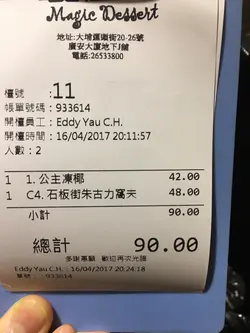 Magic Dessert
地址:大埔運頭街20-26號
廣安大廈地下J舖
電話:26533800
檯號: 11
帳單號碼: 933614
開檯員工: Eddy Yau C.H.
開檯時間: 16/04/2017 20:11:57
人數: 2
1 1. 公主凍椰 42.00
1 C4. 石板街朱古力窩夫 48.00
小計 90.00
總計 90.00
多謝惠顧 歡迎再次光臨
Eddy Yau C.H.: 16/04/2017 20:24:18
單號: : 933614